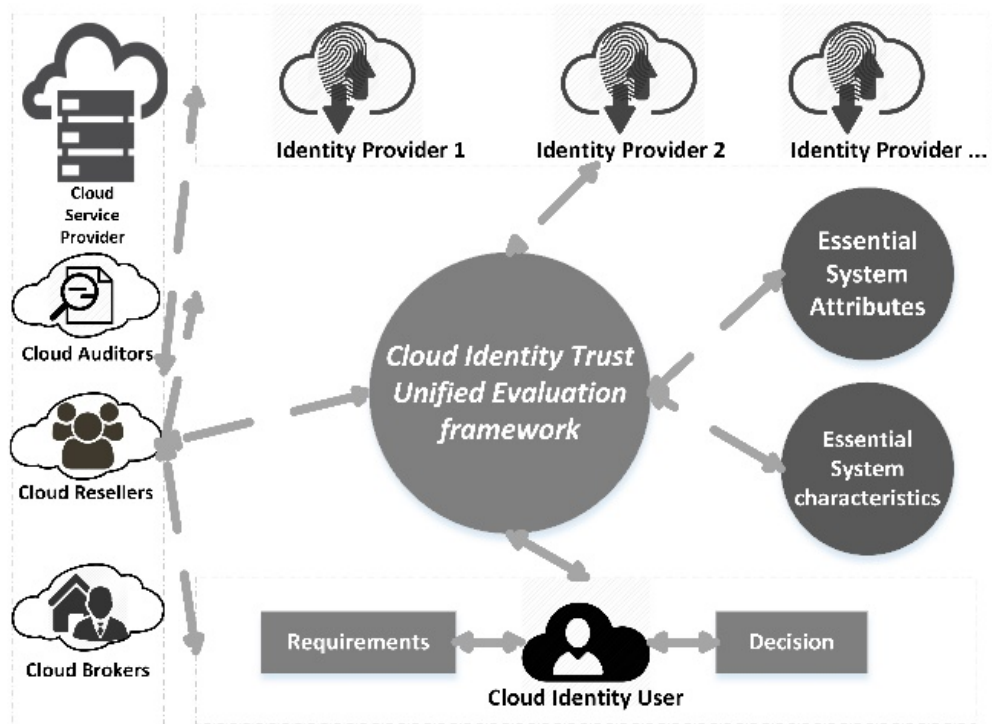 Cloud
Service
Provider
Cloud Auditors
Cloud Resellers
Cloud Brokers
Identity Provider 1
Identity Provider 2
Identity Provider ...
Cloud Identity Trust
Unified Evaluation
framework
Essential
System
Attributes
Essential
System
characteristics
Requirements
Decision
Cloud Identity User